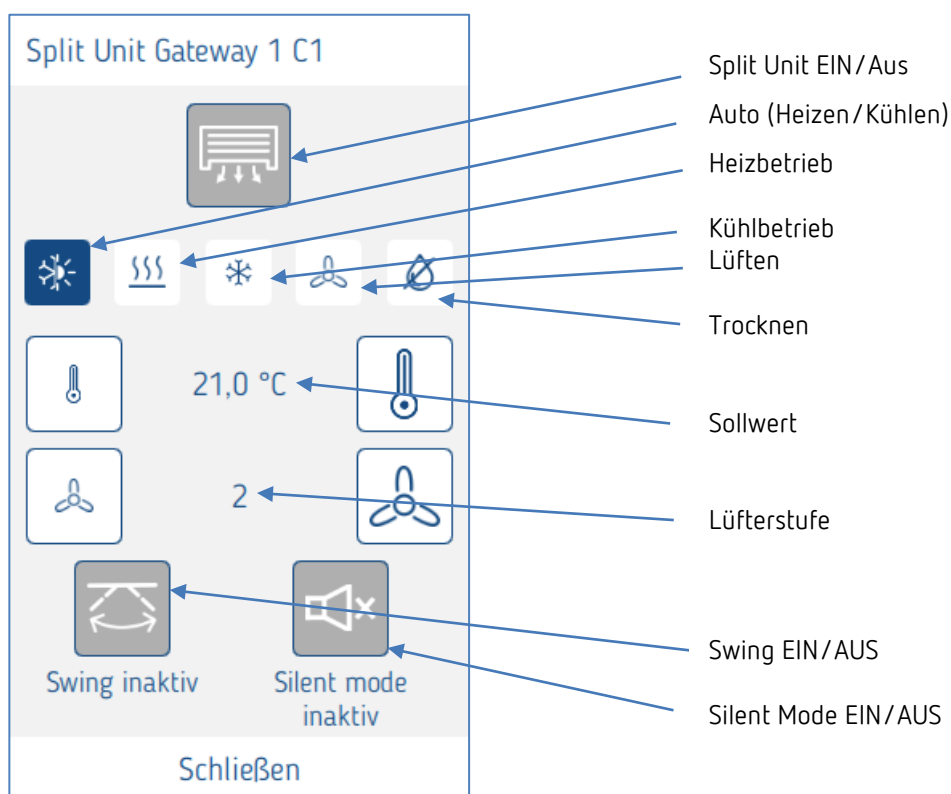 Split Unit Gateway 1 C1
21,0 °C
2
Swing inaktiv
Silent mode
inaktiv
Schließen
Split Unit EIN/Aus
Auto (Heizen/Kühlen)
Heizbetrieb
Kühlbetrieb
Lüften
Trocknen
Sollwert
Lüfterstufe
Swing EIN/AUS
Silent Mode EIN/AUS